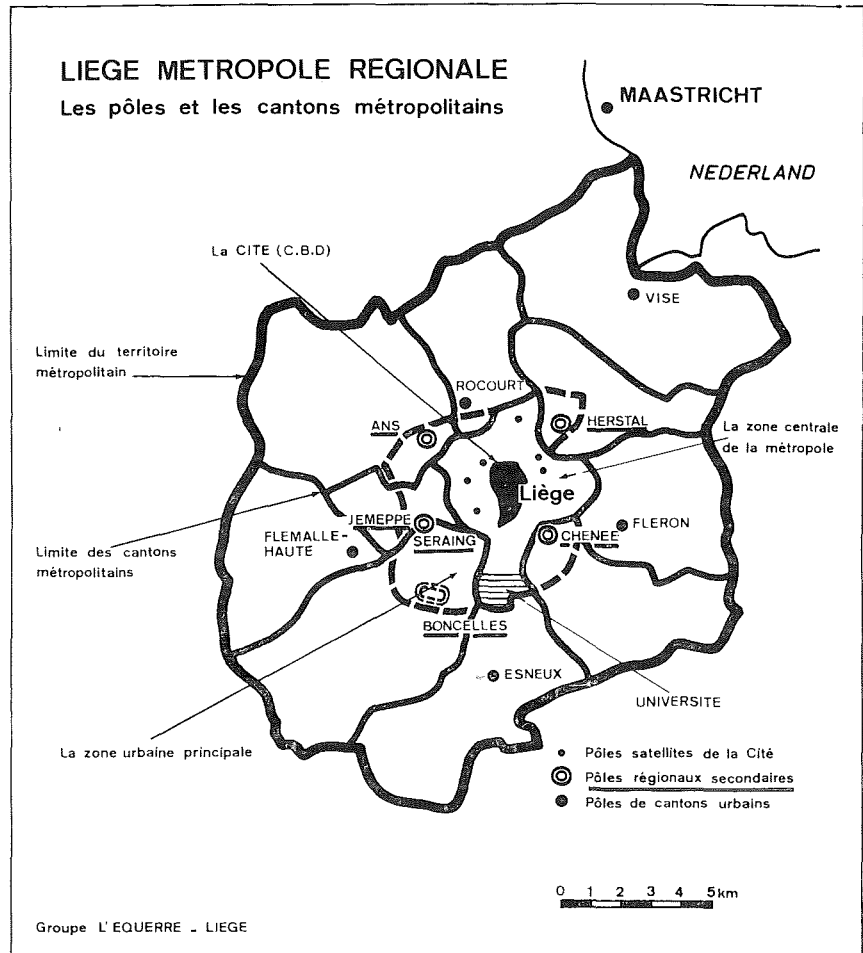 LIEGE METROPOLE REGIONALE
Les pôles et les cantons métropolitains
MAASTRICHT
NEDERLAND
La CITE (C.B.D)
VISE
Limite du territoire
métropolitain
ROCOURT
ANS
HERSTAL
La zone centrale
de la métropole
Liège
JEMEPPE
SERAING
FLEMALLE-
HAUTE
CHENEE
FLERON
Limite des cantons
métropolitains
BONCELLES
ESNEUX
UNIVERSITE
La zone urbaine principale
Pôles satellites de la Cité
Pôles régionaux secondaires
Pôles de cantons urbains
0 1 2 3 4 5km
Groupe L'EQUERRE _ LIEGE